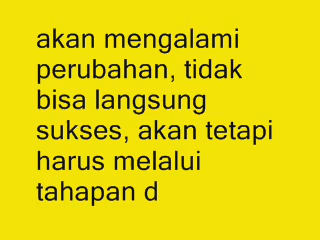 akan mengalami
perubahan, tidak
bisa langsung
sukses, akan tetapi
harus melalui
tahapan d